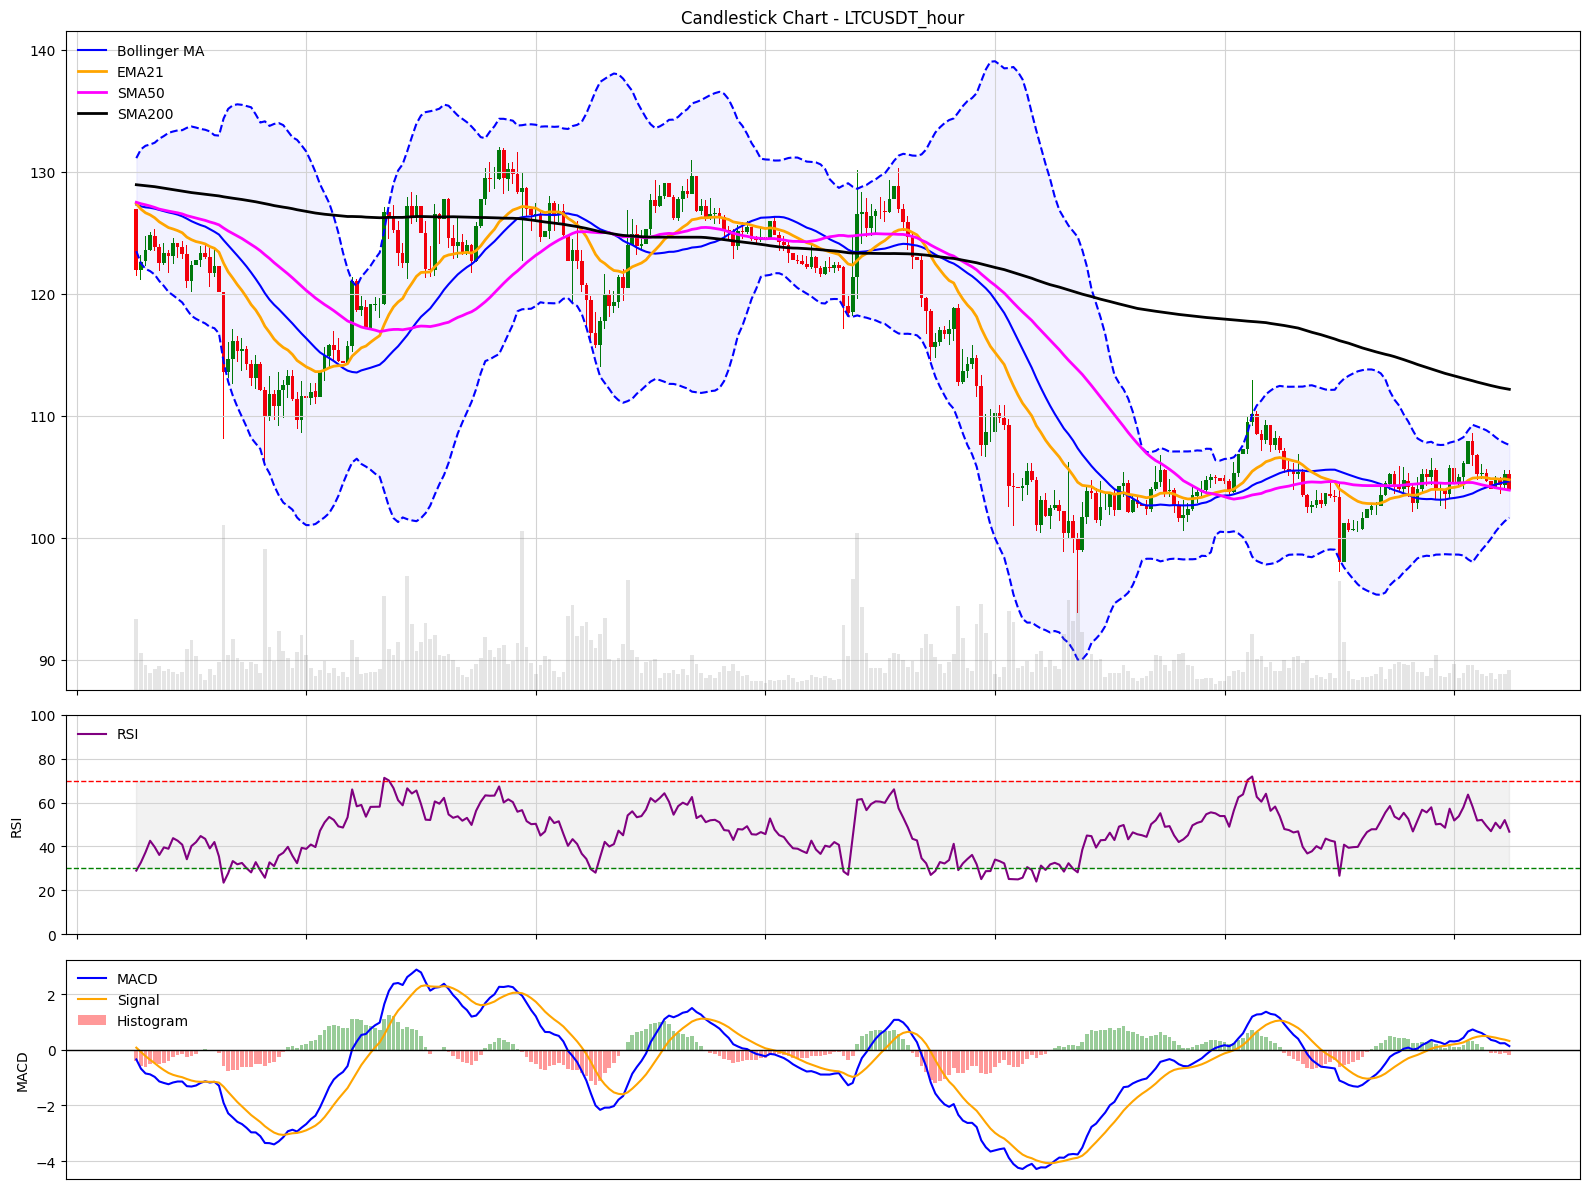 Candlestick Chart - LTCUSDT_hour
Bollinger MA
EMA21
SMA50
SMA200
140
130
120
110
100
90
RSI
100
80
60
40
20
0
RSI
MACD
Signal
Histogram
2
0
−2
−4
MACD